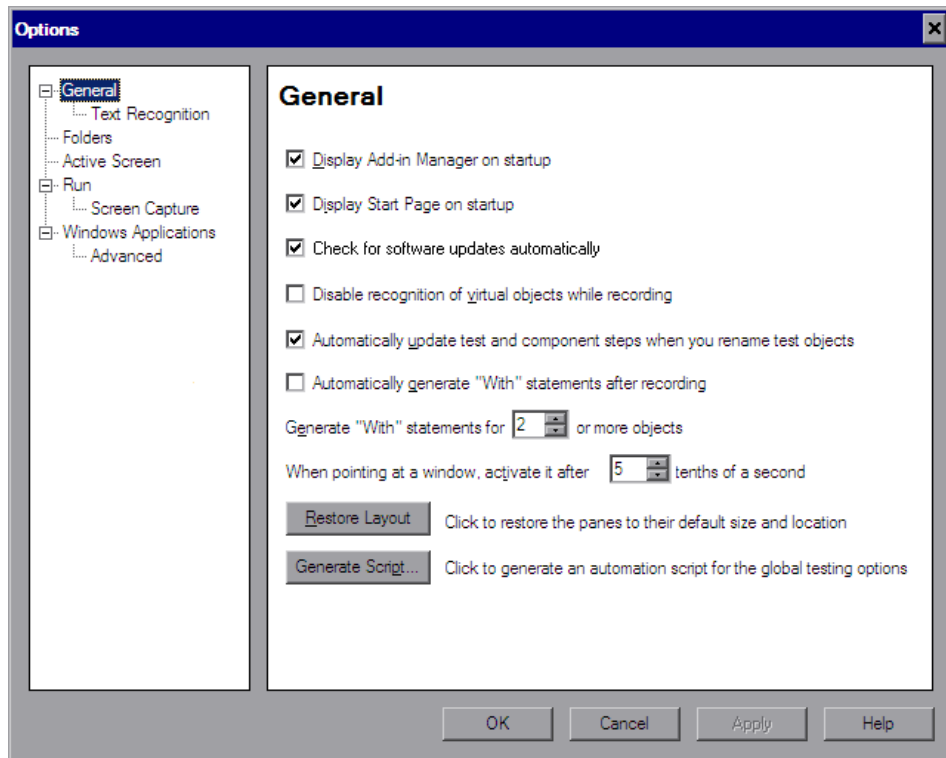 Options
General
Text Recognition
Folders
Active Screen
Run
Screen Capture
Windows Applications
Advanced
General
Display Add-in Manager on startup
Display Start Page on startup
Check for software updates automatically
Disable recognition of virtual objects while recording
Automatically update test and component steps when you rename test objects
Automatically generate "With" statements after recording
Generate "With" statements for 2 or more objects
When pointing at a window, activate it after 5 tenths of a second
Restore Layout Click to restore the panes to their default size and location
Generate Script... Click to generate an automation script for the global testing options
OK Cancel Apply Help